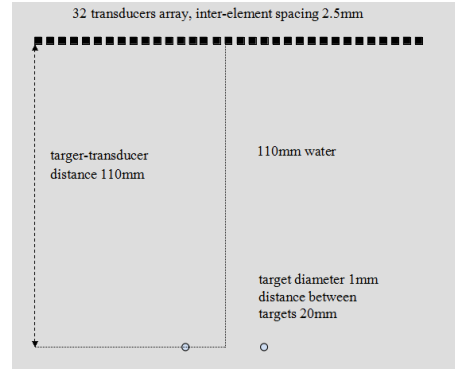 32 transducers array, inter-element spacing 2.5mm
targer-transducer
distance 110mm
110mm water
target diameter 1mm
distance between
targets 20mm